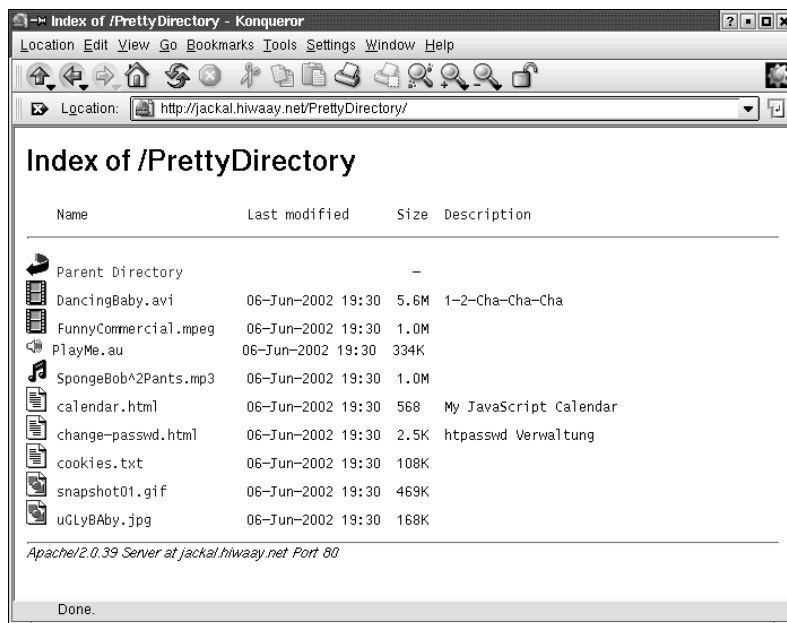 Index of /PrettyDirectory - Konqueror
Location Edit View Go Bookmarks Tools Settings Window Help
Location: http://jackal.hiwaay.net/PrettyDirectory/
Index of /PrettyDirectory
Name Last modified Size Description
Parent Directory -
DancingBaby.avi 06-Jun-2002 19:30 5.6M 1-2-Cha-Cha-Cha
FunnyCommercial.mpeg 06-Jun-2002 19:30 1.0M
PlayMe.au 06-Jun-2002 19:30 334K
SpongeBob^2Pants.mp3 06-Jun-2002 19:30 1.0M
calendar.html 06-Jun-2002 19:30 568 My JavaScript Calendar
change-passwd.html 06-Jun-2002 19:30 2.5K htpasswd Verwaltung
cookies.txt 06-Jun-2002 19:30 108K
snapshot01.gif 06-Jun-2002 19:30 469K
uGLyBAby.jpg 06-Jun-2002 19:30 168K
Apache/2.0.39 Server at jackal.hiwaay.net Port 80
Done.